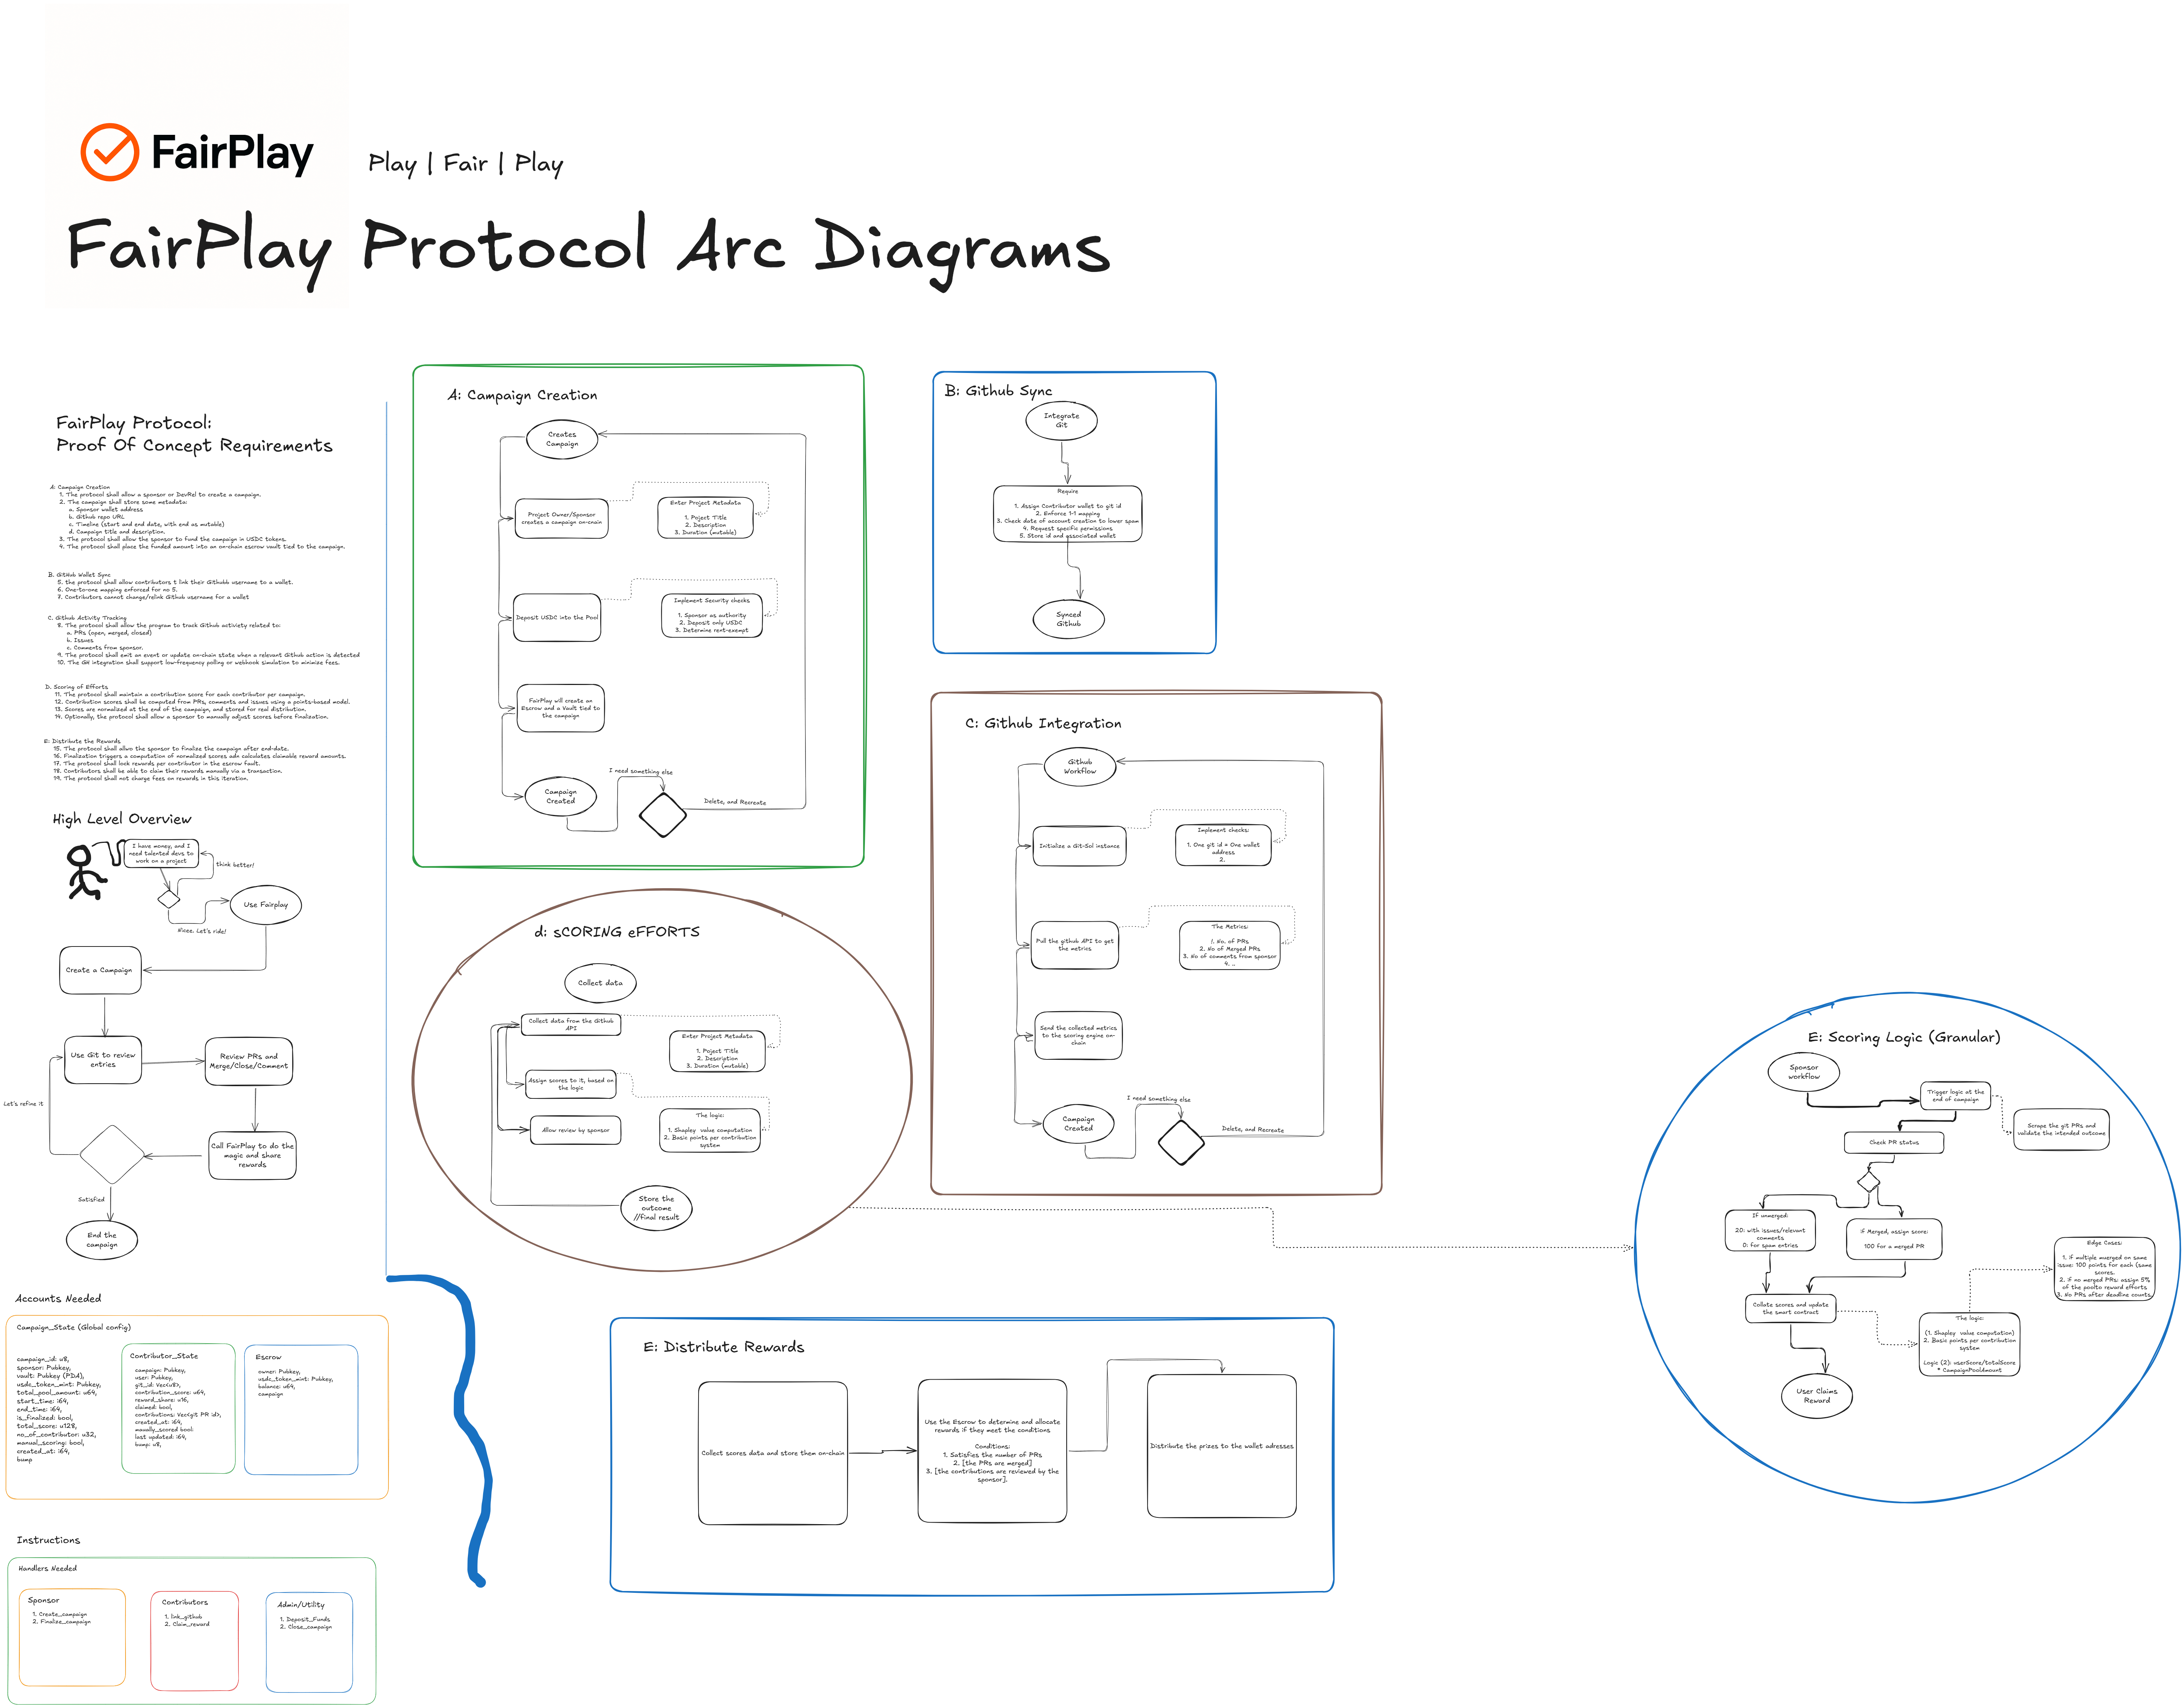 FairPlay
Play | Fair | Play
FairPlay Protocol Arc Diagrams
FairPlay Protocol:
Proof Of Concept Requirements
A: Campaign Creation
1. The protocol shall allow a sponsor or DevRel to create a campaign.
2. The campaign shall store some metadata:
a. Sponsor wallet address
b. Github repo URL
c. Timeline (start and end date, with end as mutable)
d. Campaign title and description.
3. The protocol shall allow the sponsor to fund the campaign in USDC tokens.
4. The protocol shall place the funded amount into an on-chain escrow vault tied to the campaign.
B. GitHub Wallet Sync
5. the protocol shall allow contributors t link their Githubb username to a wallet.
6. One-to-one mapping enforced for no 5.
7. Contributors cannot change/relink Github username for a wallet
C. Github Activity Tracking
8. The protocol shall allow the program to track Github activiety related to:
a. PRs (open, merged, closed)
b. Issues
c. Comments from sponsor.
9. The protocol shall emit an event or update on-chain state when a relevant Github action is detected
10. The GH integration shall support low-frequency polling or webhook simulation to minimize fees.
D. Scoring of Efforts
11. The protocol shall maintain a contribution score for each contributor per campaign.
12. Contribution scores shall be computed from PRs, comments and issues using a points-based model.
13. Scores are normalized at the end of the campaign, and stored for real distribution.
14. Optionally, the protocol shall allow a sponsor to manually adjust scores before finalization.
E: Distribute the Rewards
15. The protocol shall allwo the sponsor to finalize the campaign after end-date.
16. Finalization triggers a computation of normalized scores adn calculates claimable reward amounts.
17. The protocol shall lock rewards per contributor in the escrow fault.
18. Contributors shall be able to claim their rewards manually via a transaction.
19. The protocol shall not charge fees on rewards in this iteration.
High Level Overview
I have money, and I
need talented devs to
work on a project
think better!
Use Fairplay
Nicee. Let's ride!
Create a Campaign
Use Git to review
entries
Review PRs and
Merge/Close/Comment
Let's refine it
Call FairPlay to do the
magic and share
rewards
Satisfied
End the
campaign
Accounts Needed
Campaign_State (Global config)
campaign_id: u8,
sponsor: Pubkey,
vault: Pubkey (PDA),
usdc_token_mint: Pubkey,
total_pool_amount: u64,
start_time: i64,
end_time: i64,
is_finalized: bool,
total_score: u128,
no_of_contributor: u32,
manual_scoring: bool,
created_at: i64,
bump
Contributor_State
campaign: Pubkey,
user: Pubkey,
git_id: Vec<u8>,
contribution_score: u64,
reward_share: u16,
claimed: bool,
contributions: Vec<git PR id>,
created_at: i64,
maually_scored bool:
last updated: i64,
bump: u8,
Escrow
owner: Pubkey,
usdc_token_mint: Pubkey,
balance: u64,
campaign
Instructions
Handlers Needed
Sponsor
1. Create_campaign
2. Finalize_campaign
Contributors
1. link_github
2. Claim_reward
Admin/Utility
1. Deposit_Funds
2. Close_campaign
A: Campaign Creation
Creates
Campaign
Project Owner/Sponsor
creates a campaign on-chain
Enter Project Metadata
1. Poject Title
2. Description
3. Duration (mutable)
Deposit USDC into the Pool
Implement Security checks
1. Sponsor as authority
2. Deposit only USDC
3. Determine rent-exempt
FairPlay will create an
Escrow and a Vault tied to
the campaign
Campaign
Created
I need something else
Delete, and Recreate
B: Github Sync
Integrate
Git
Require
1. Assign Contributor wallet to git id
2. Enforce 1-1 mapping
3. Check date of account creation to lower spam
4. Request specific permissions
5. Store id and associated wallet
Synced
Github
C: Github Integration
Github
Workflow
Initialize a Git-Sol instance
Implement checks:
1. One git id = One wallet
address
2.
Pull the github API to get
the metrics
The Metrics:
1. No. of PRs
2. No of Merged PRs
3. No of comments from sponsor
4. ..
Send the collected metrics
to the scoring engine on-
chain
Campaign
Created
I need something else
Delete, and Recreate
d: sCORING eFFORTS
Collect data
Collect data from the Github
API
Enter Project Metadata
1. Poject Title
2. Description
3. Duration (mutable)
Assign scores to it, based on
the logic
The logic:
1. Shapley value computation
2. Basic points per contribution
system
Allow review by sponsor
Store the
outcome
//final result
E: Distribute Rewards
Collect scores data and store them on-chain
Use the Escrow to determine and allocate
rewards if they meet the conditions
Conditions:
1. Satisfies the number of PRs
2. [the PRs are merged]
3. [the contributions are reviewed by the
sponsor].
Distribute the prizes to the wallet adresses
E: Scoring Logic (Granular)
Sponsor
workflow
Trigger logic at the
end of campaign
Scrape the git PRs and
validate the intended outcome
Check PR status
If unmerged:
20: with issues/relevant
comments
0: for spam entries
if Merged, assign score:
100 for a merged PR
Edge Cases:
1. if multiple muerged on same
issue: 100 points for each (same
scores.
2. if no merged PRs: assign 5%
of the poolto reward efforts
3. No PRs after deadline counts
Collate scores and update
the smart contract
The logic:
(1. Shapley value computation)
2. Basic points per contribution
system
Logic (2): userScore/totalScore
* CampaignPoolAmount
User Claims
Reward